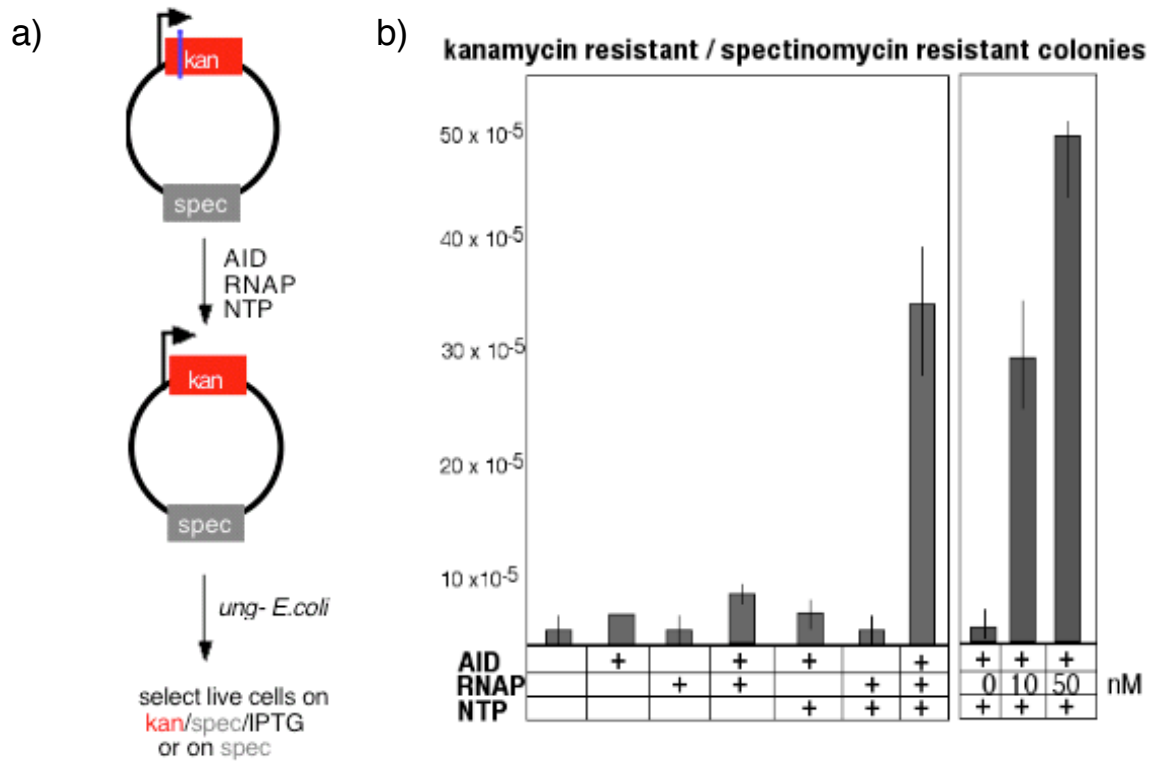 a)
kan
spec
AID
RNAP
NTP
kan
spec
ung- E.coli
select live cells on
kan/spec/IPTG
or on spec
b)
kanamycin resistant / spectinomycin resistant colonies
50 x 10-5
40 x 10-5
30 x 10-5
20 x 10-5
10 x10-5
AID + + + + + + +
RNAP + + + + 0 10 50 nM
NTP + + + + + +